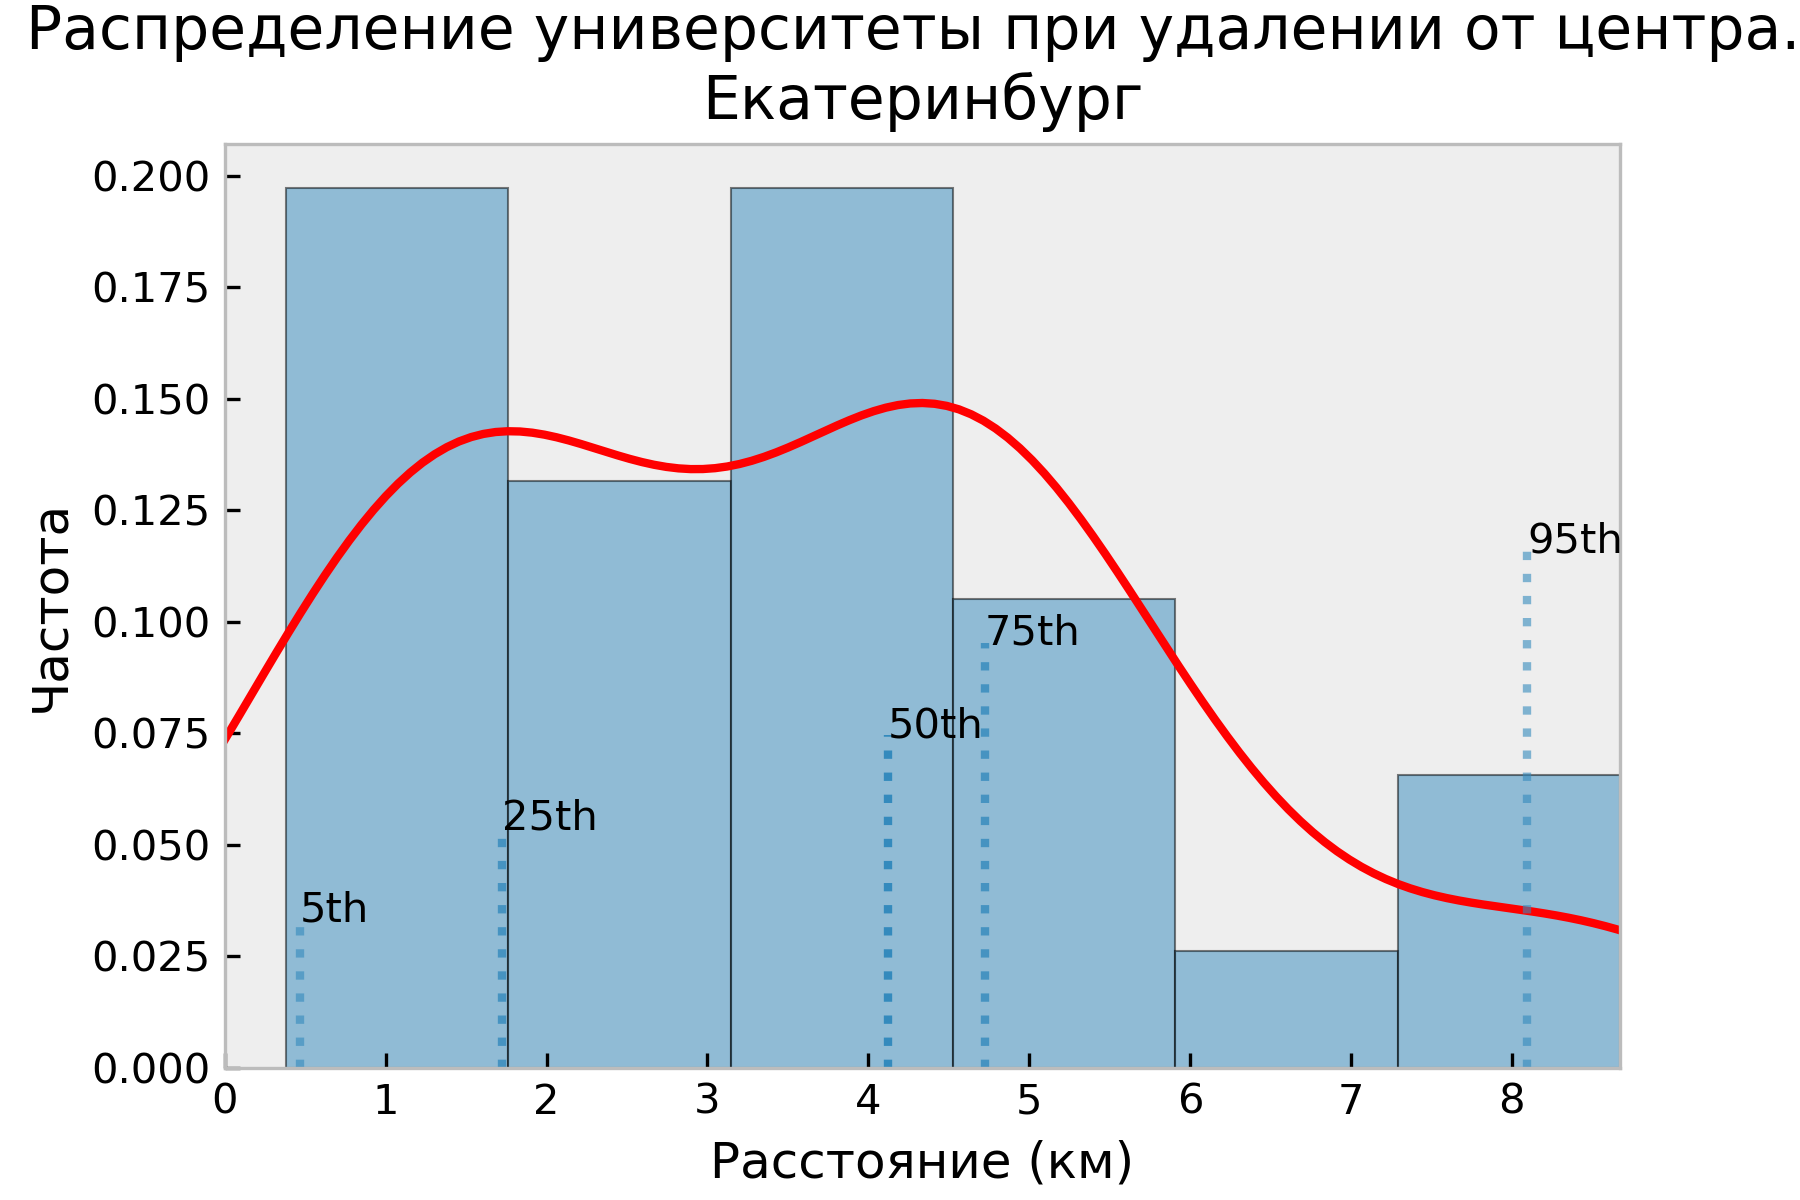 Распределение университеты при удалении от центра.
Екатеринбург
0.200
0.175
0.150
0.125
0.100
0.075
0.050
0.025
0.000
Частота
5th
25th
50th
75th
95th
0 1 2 3 4 5 6 7 8
Расстояние (км)